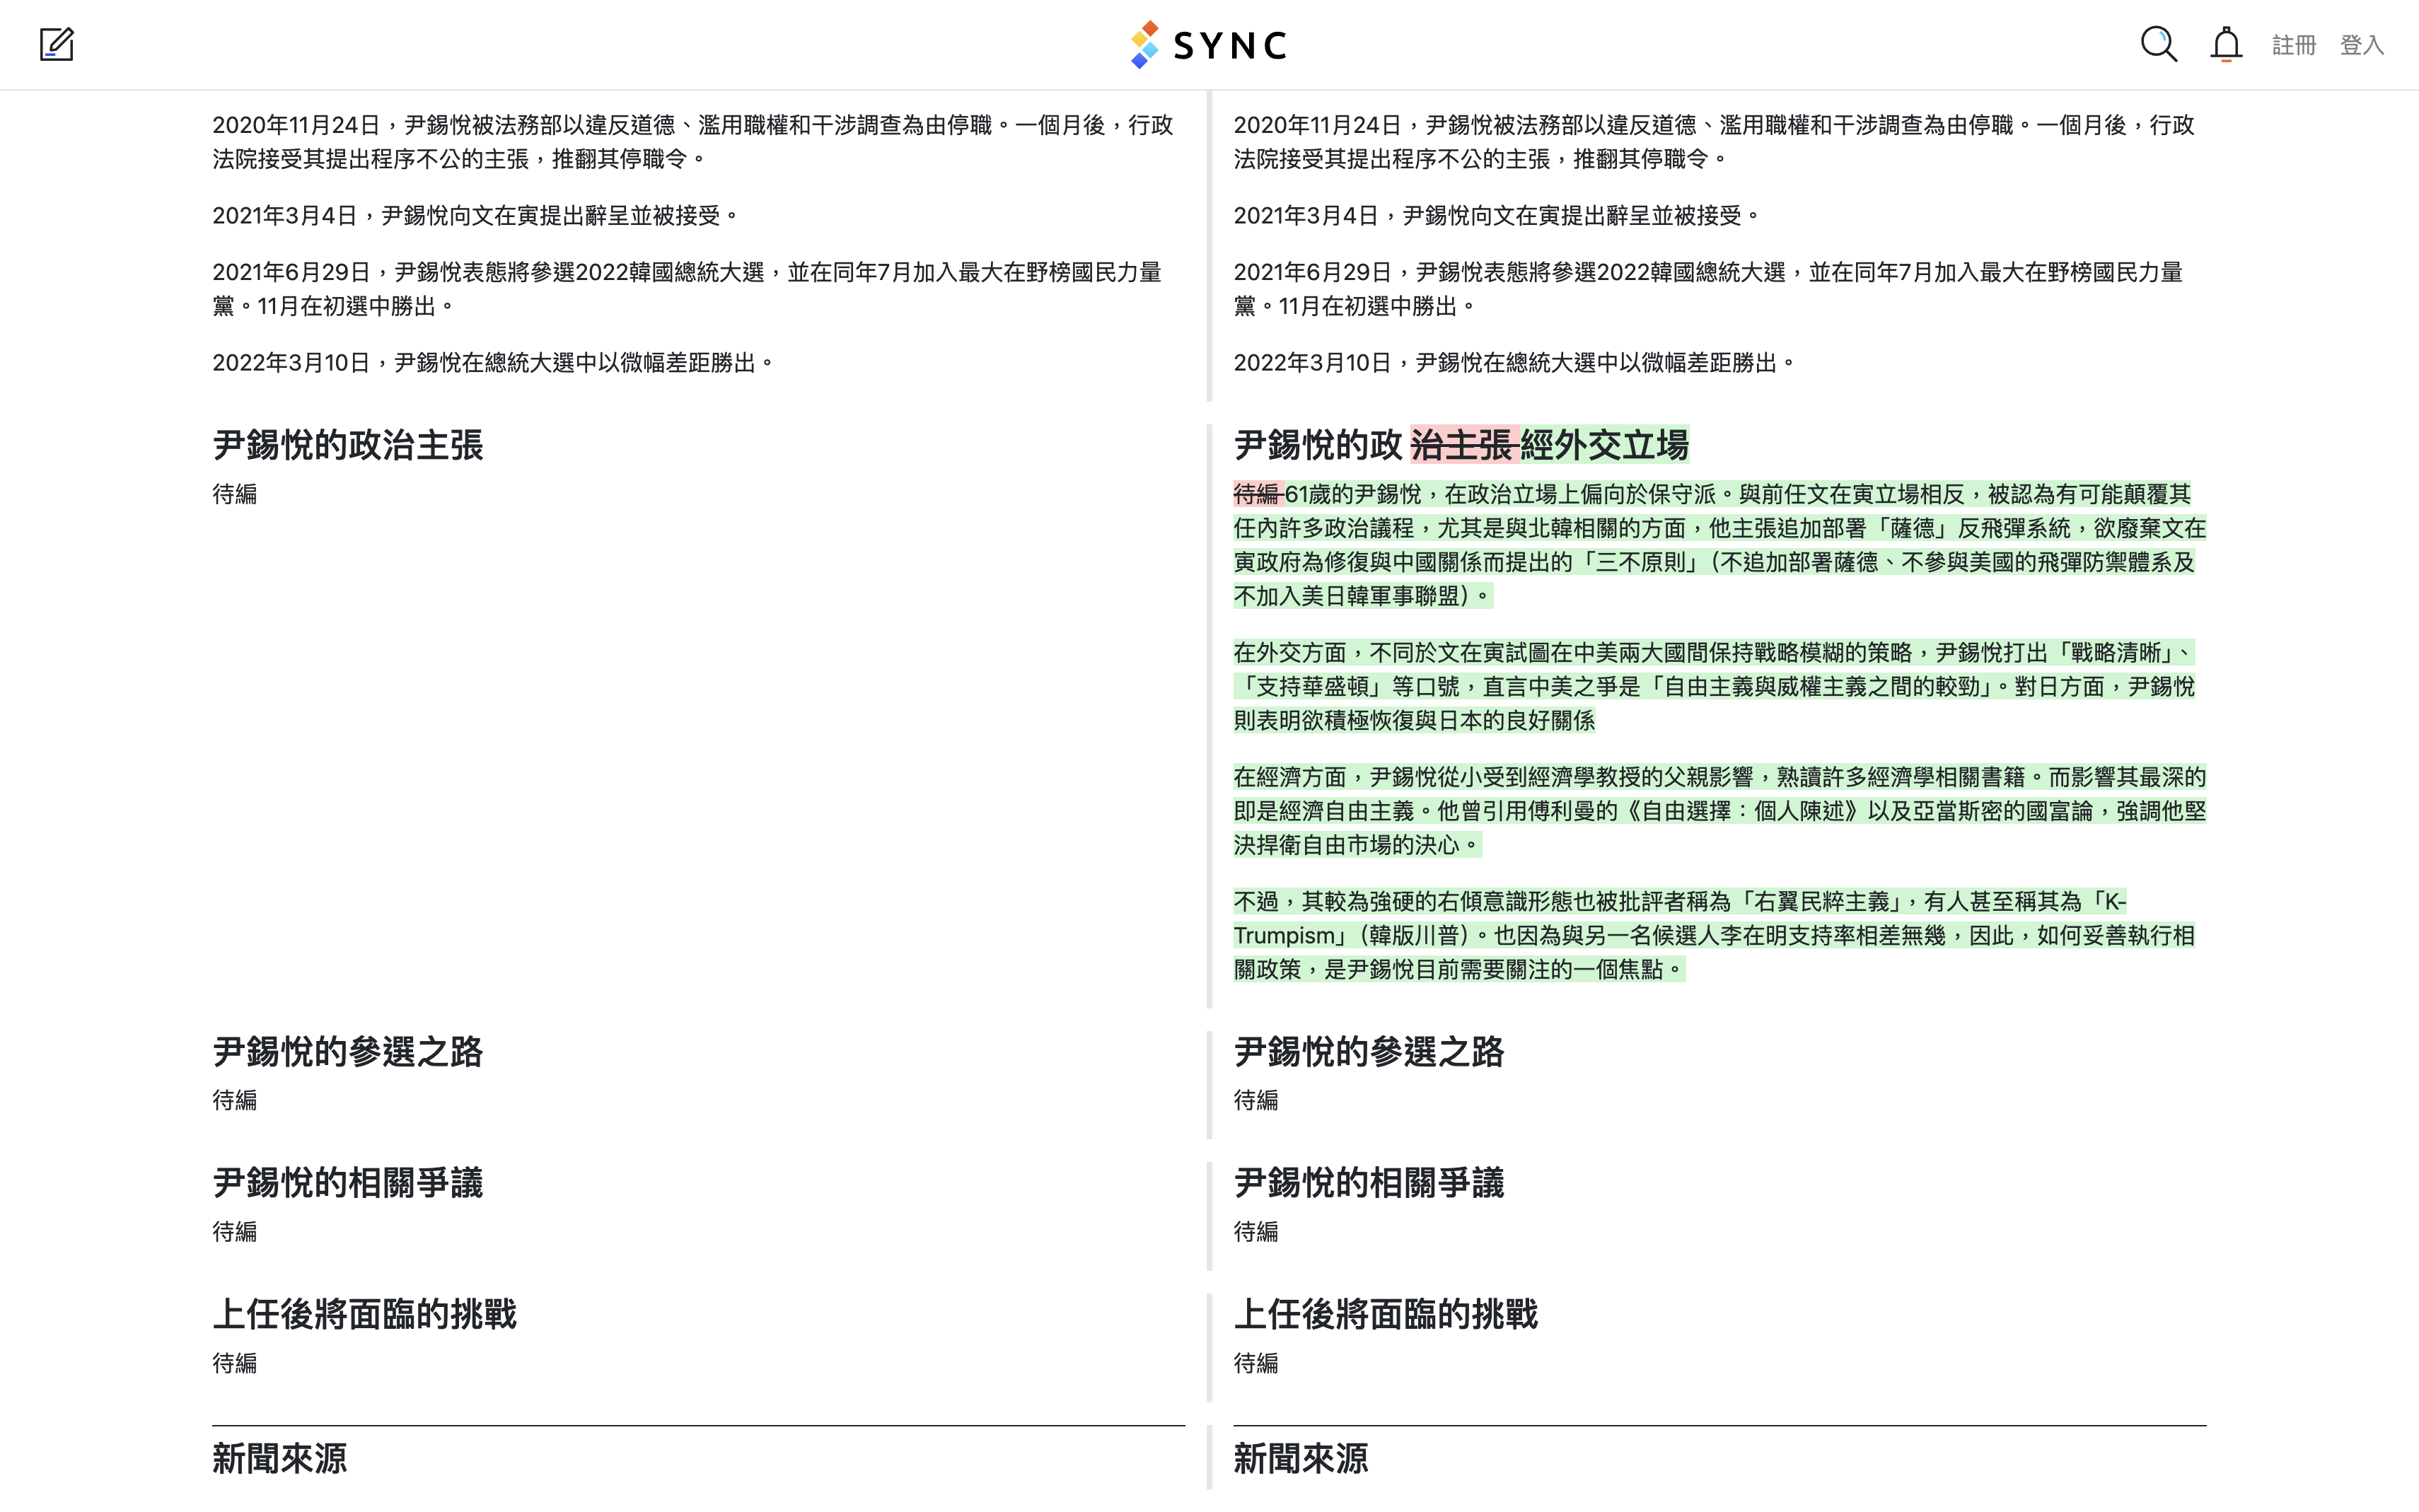 SYNC
註冊 登入
2020年11月24日，尹錫悅被法務部以違反道德、濫用職權和干涉調查為由停職。一個月後，行政
法院接受其提出程序不公的主張，推翻其停職令。
2021年3月4日，尹錫悅向文在寅提出辭呈並被接受。
2021年6月29日，尹錫悅表態將參選2022韓國總統大選，並在同年7月加入最大在野榜國民力量
黨。11月在初選中勝出。
2022年3月10日，尹錫悅在總統大選中以微幅差距勝出。
尹錫悅的政治主張
待編
尹錫悅的參選之路
待編
尹錫悅的相關爭議
待編
上任後將面臨的挑戰
待編
新聞來源
2020年11月24日，尹錫悅被法務部以違反道德、濫用職權和干涉調查為由停職。一個月後，行政
法院接受其提出程序不公的主張，推翻其停職令。
2021年3月4日，尹錫悅向文在寅提出辭呈並被接受。
2021年6月29日，尹錫悅表態將參選2022韓國總統大選，並在同年7月加入最大在野榜國民力量
黨。11月在初選中勝出。
2022年3月10日，尹錫悅在總統大選中以微幅差距勝出。
尹錫悅的政 治主張 經外交立場
待編 61歲的尹錫悅，在政治立場上偏向於保守派。與前任文在寅立場相反，被認為有可能顛覆其
任內許多政治議程，尤其是與北韓相關的方面，他主張追加部署「薩德」反飛彈系統，欲廢棄文在
寅政府為修復與中國關係而提出的「三不原則」（不追加部署薩德、不參與美國的飛彈防禦體系及
不加入美日韓軍事聯盟）。
在外交方面，不同於文在寅試圖在中美兩大國間保持戰略模糊的策略，尹錫悅打出「戰略清晰」、
「支持華盛頓」等口號，直言中美之爭是「自由主義與威權主義之間的較勁」。對日方面，尹錫悅
則表明欲積極恢復與日本的良好關係
在經濟方面，尹錫悅從小受到經濟學教授的父親影響，熟讀許多經濟學相關書籍。而影響其最深的
即是經濟自由主義。他曾引用傅利曼的《自由選擇：個人陳述》以及亞當斯密的國富論，強調他堅
決捍衛自由市場的決心。
不過，其較為強硬的右傾意識形態也被批評者稱為「右翼民粹主義」，有人甚至稱其為「K-
Trumpism」（韓版川普）。也因為與另一名候選人李在明支持率相差無幾，因此，如何妥善執行相
關政策，是尹錫悅目前需要關注的一個焦點。
尹錫悅的參選之路
待編
尹錫悅的相關爭議
待編
上任後將面臨的挑戰
待編
新聞來源